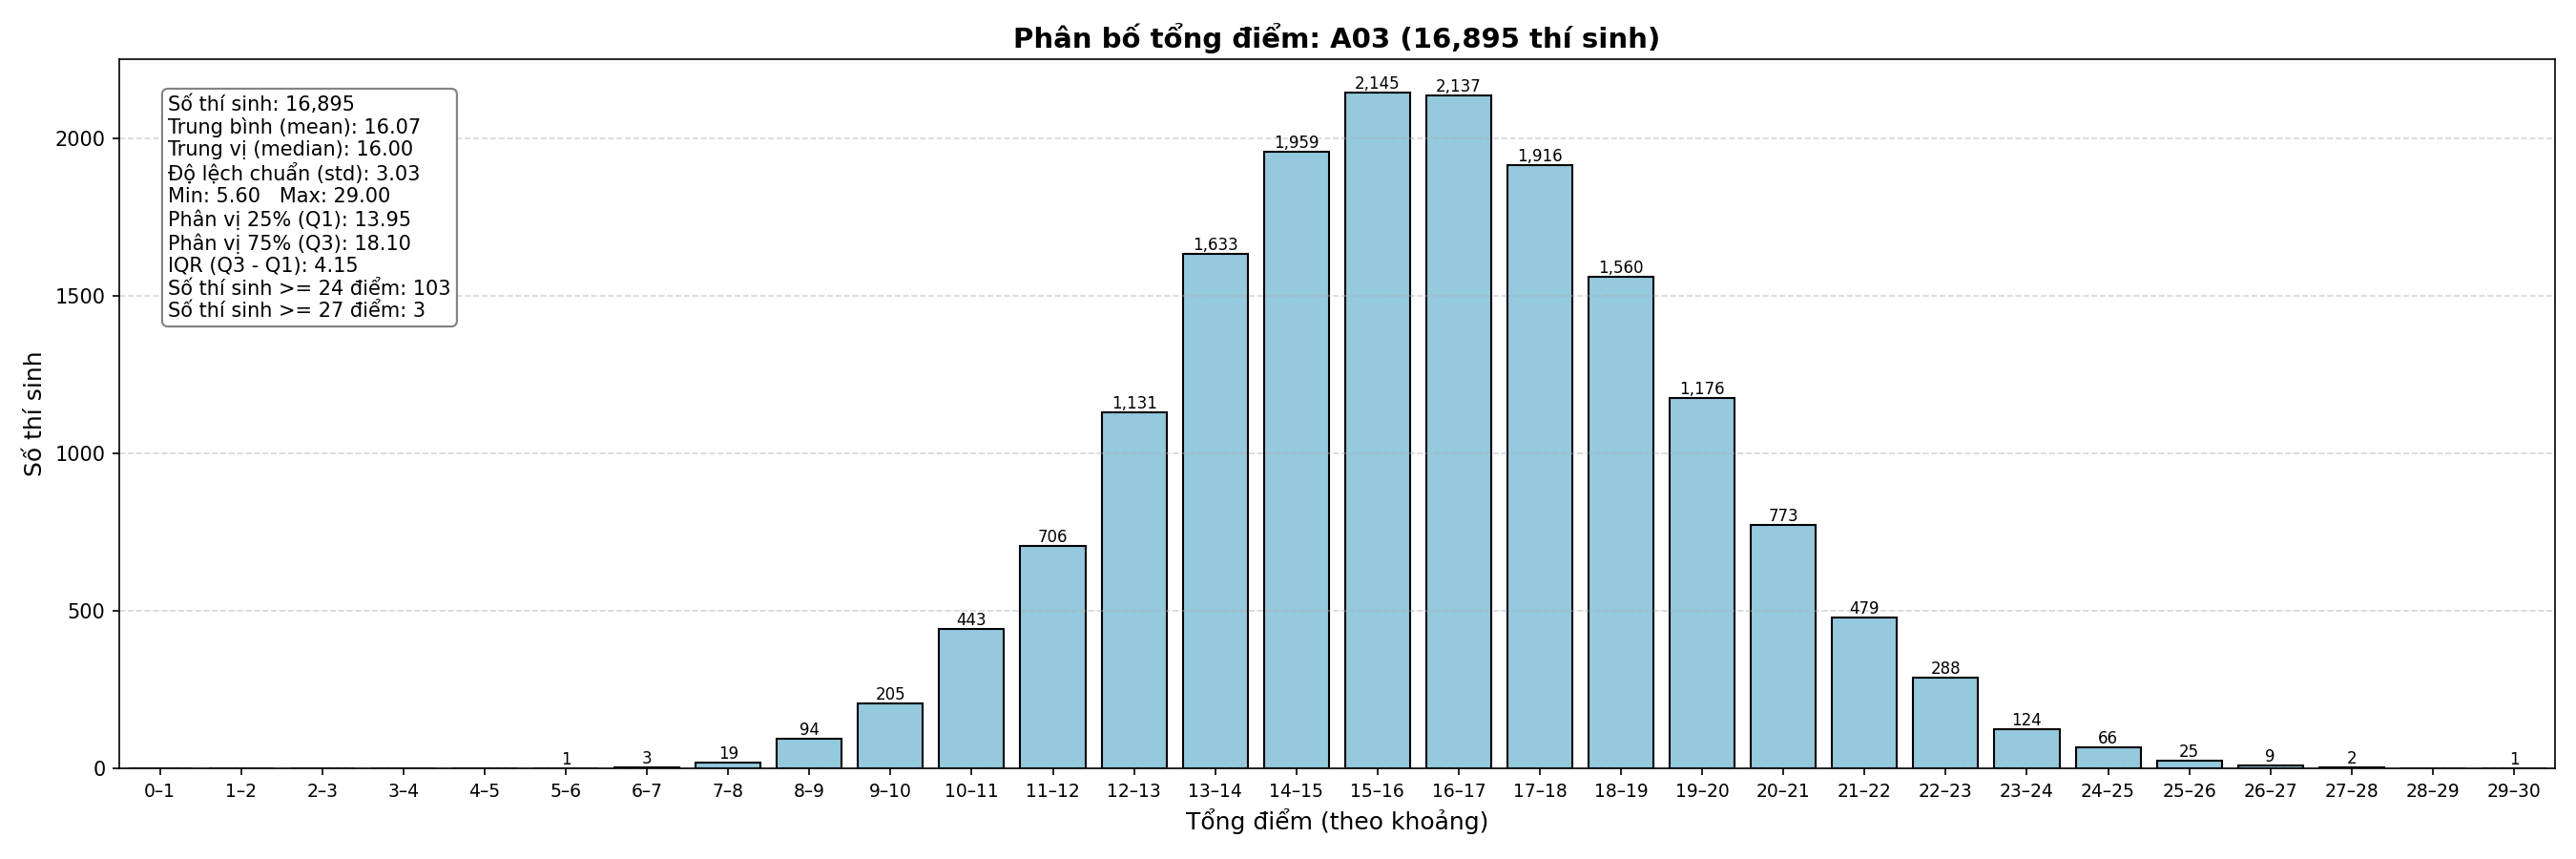 Phân bố tổng điểm: A03 (16,895 thí sinh)
Số thí sinh: 16,895
Trung bình (mean): 16.07
Trung vị (median): 16.00
Độ lệch chuẩn (std): 3.03
Min: 5.60   Max: 29.00
Phân vị 25% (Q1): 13.95
Phân vị 75% (Q3): 18.10
IQR (Q3 - Q1): 4.15
Số thí sinh >= 24 điểm: 103
Số thí sinh >= 27 điểm: 3
Số thí sinh
2000
1500
1000
500
0
1 3 19 94 205 443 706 1,131 1,633 1,959 2,145 2,137 1,916 1,560 1,176 773 479 288 124 66 25 9 2 1
0–1 1–2 2–3 3–4 4–5 5–6 6–7 7–8 8–9 9–10 10–11 11–12 12–13 13–14 14–15 15–16 16–17 17–18 18–19 19–20 20–21 21–22 22–23 23–24 24–25 25–26 26–27 27–28 28–29 29–30
Tổng điểm (theo khoảng)